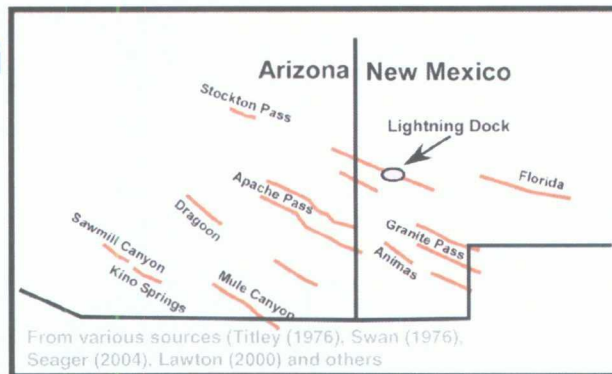 Arizona New Mexico
Stockton Pass
Lightning Dock
Apache Pass
Florida
Dragoon
Sawmill Canyon
Granite Pass
Animas
Kino Springs
Mule Canyon
From various sources (Titley (1976), Swan (1976),
Seager (2004), Lawton (2000) and others